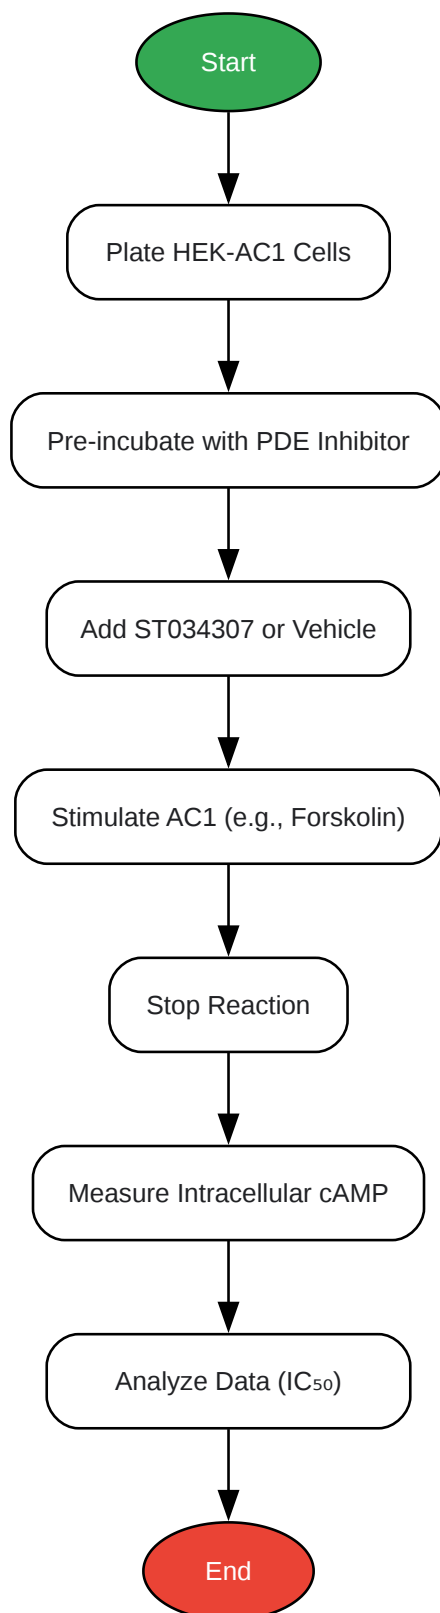 Start
Plate HEK-AC1 Cells
Pre-incubate with PDE Inhibitor
Add ST034307 or Vehicle
Stimulate AC1 (e.g., Forskolin)
Stop Reaction
Measure Intracellular cAMP
Analyze Data (IC₅₀)
End